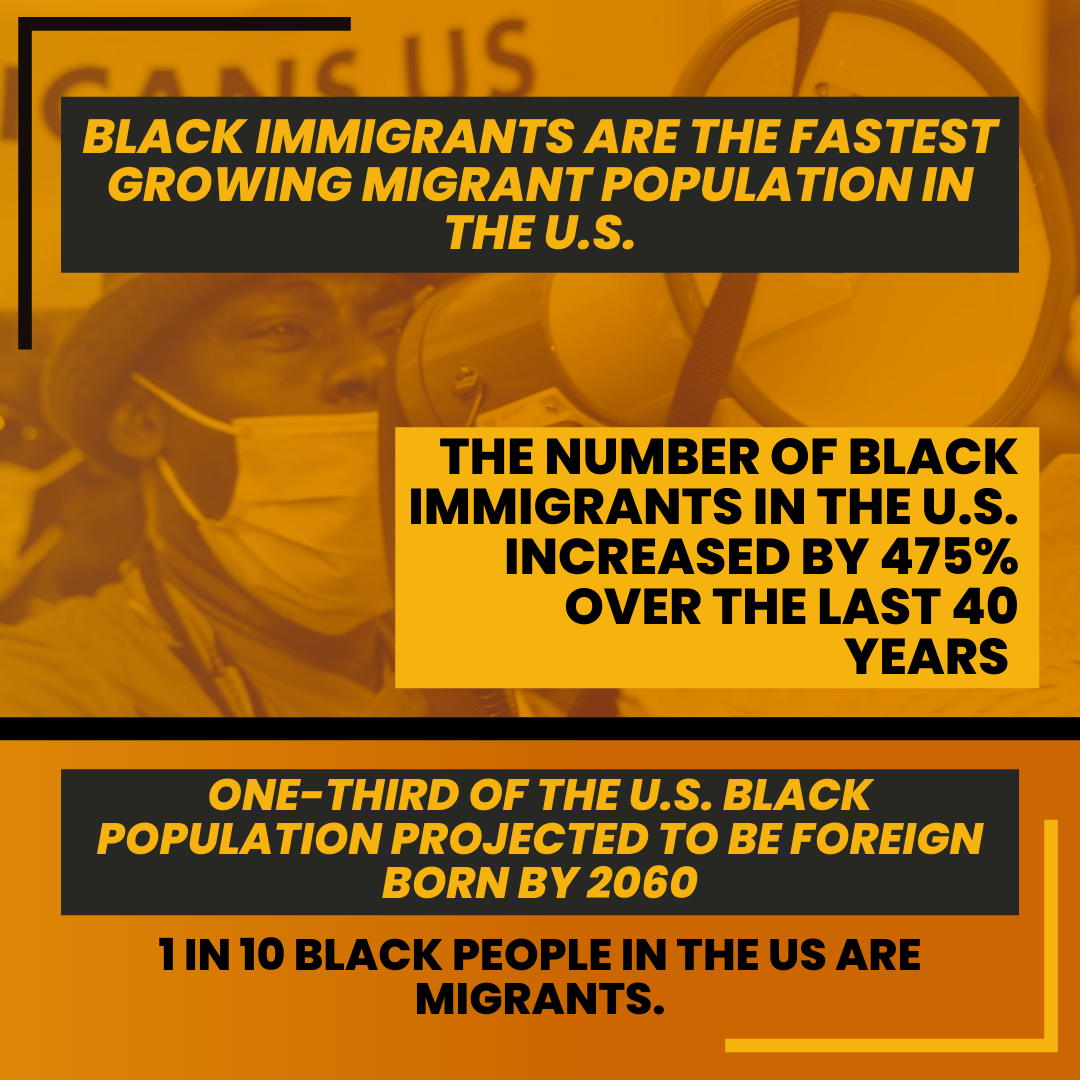 ICANS US
BLACK IMMIGRANTS ARE THE FASTEST
GROWING MIGRANT POPULATION IN
THE U.S.
THE NUMBER OF BLACK
IMMIGRANTS IN THE U.S.
INCREASED BY 475%
OVER THE LAST 40
YEARS
ONE-THIRD OF THE U.S. BLACK
POPULATION PROJECTED TO BE FOREIGN
BORN BY 2060
1 IN 10 BLACK PEOPLE IN THE US ARE
MIGRANTS.